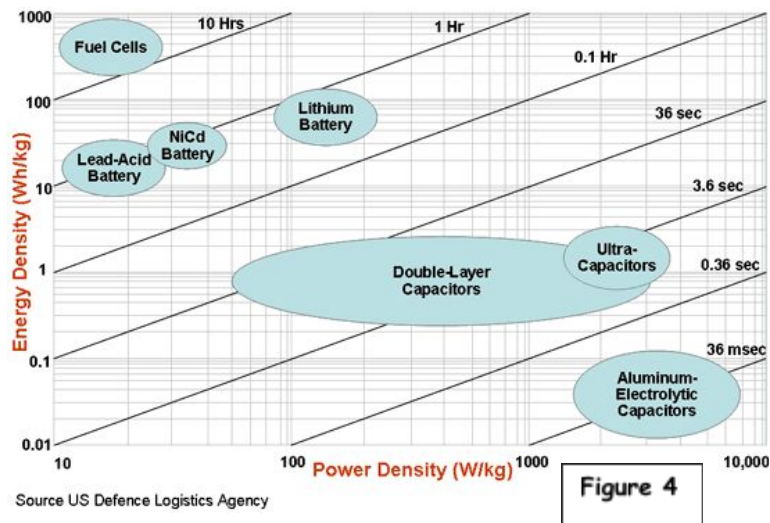 1000
10 Hrs
1 Hr
Fuel Cells
0.1 Hr
100
Lithium
Battery
36 sec
NiCd
Battery
Lead-Acid
Battery
10
3.6 sec
Energy Density (Wh/kg)
Ultra-
Capacitors
Double-Layer
Capacitors
1
0.36 sec
0.1
36 msec
Aluminum-
Electrolytic
Capacitors
0.01
10
100
1000
10,000
Power Density (W/kg)
Figure 4
Source US Defence Logistics Agency